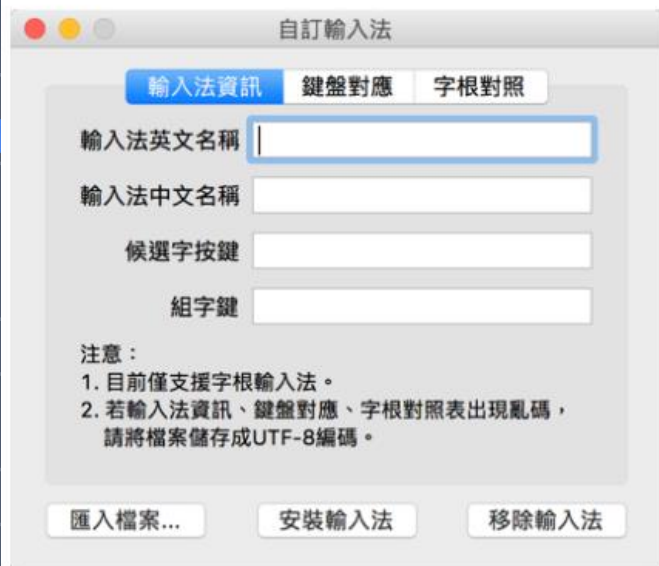 自訂輸入法
輸入法資訊 鍵盤對應 字根對照
輸入法英文名稱
輸入法中文名稱
候選字按鍵
組字鍵
注意：
1. 目前僅支援字根輸入法。
2. 若輸入法資訊、鍵盤對應、字根對照表出現亂碼，
請將檔案儲存成UTF-8編碼。
匯入檔案... 安裝輸入法 移除輸入法